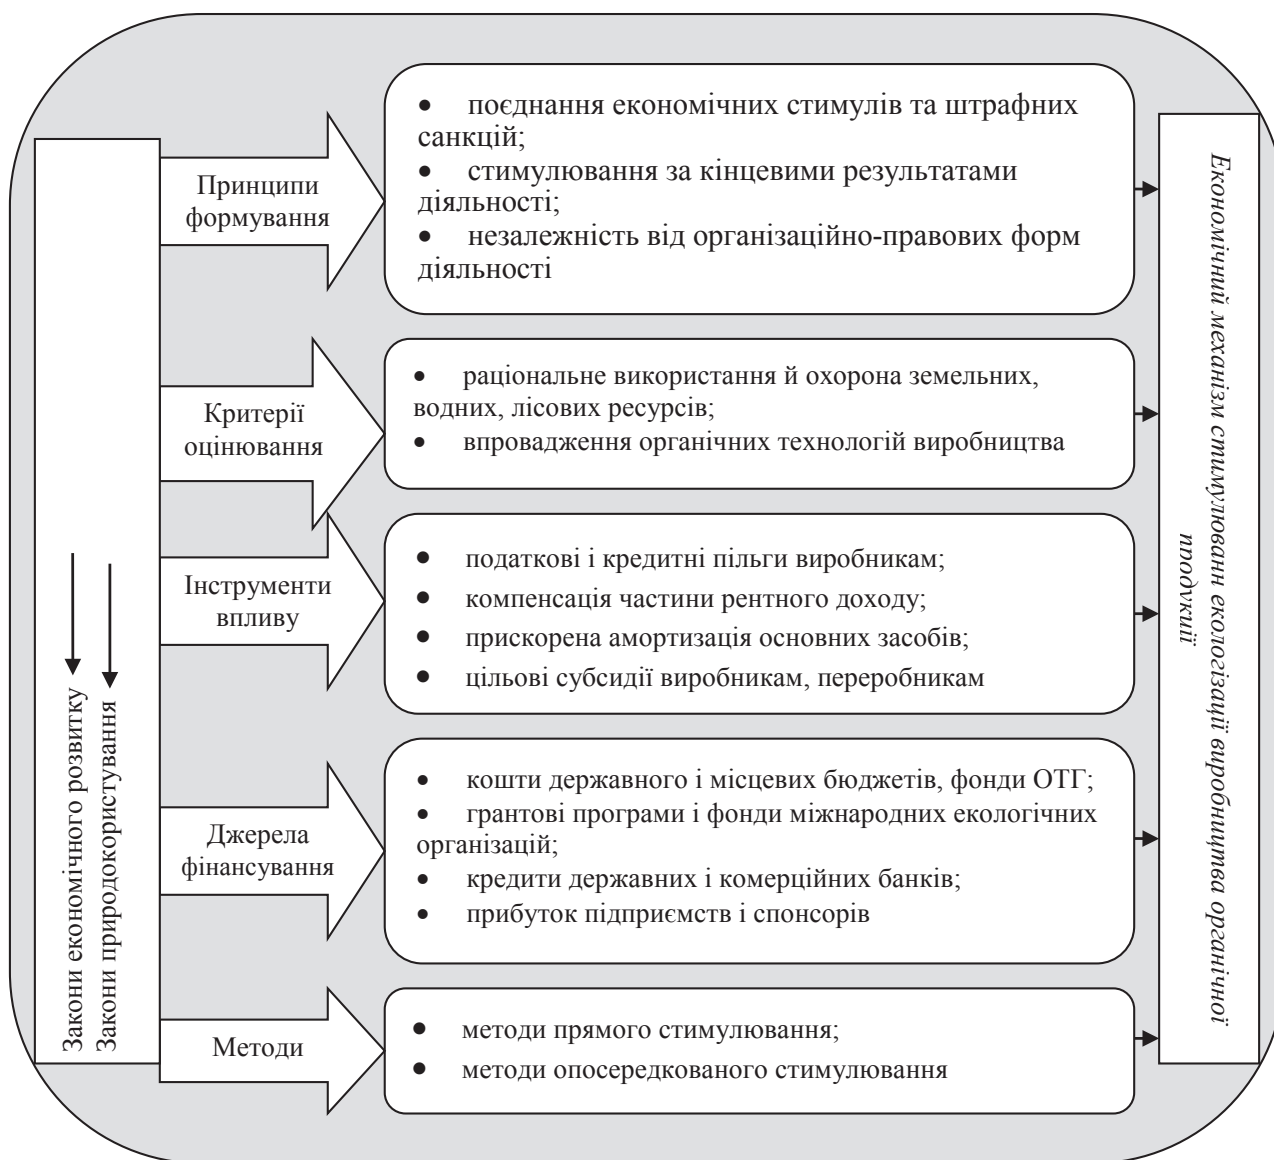 Закони економічного розвитку
Закони природокористування
Принципи
формування
• поєднання економічних стимулів та штрафних
санкцій;
• стимулювання за кінцевими результатами
діяльності;
• незалежність від організаційно-правових форм
діяльності
Критерії
оцінювання
• раціональне використання й охорона земельних,
водних, лісових ресурсів;
• впровадження органічних технологій виробництва
Інструменти
впливу
• податкові і кредитні пільги виробникам;
• компенсація частини рентного доходу;
• прискорена амортизація основних засобів;
• цільові субсидії виробникам, переробникам
Джерела
фінансування
• кошти державного і місцевих бюджетів, фонди ОТГ;
• грантові програми і фонди міжнародних екологічних
організацій;
• кредити державних і комерційних банків;
• прибуток підприємств і спонсорів
Методи
• методи прямого стимулювання;
• методи опосередкованого стимулювання
Економічний механізм стимулюванн екологізації виробництва органічної
продукції